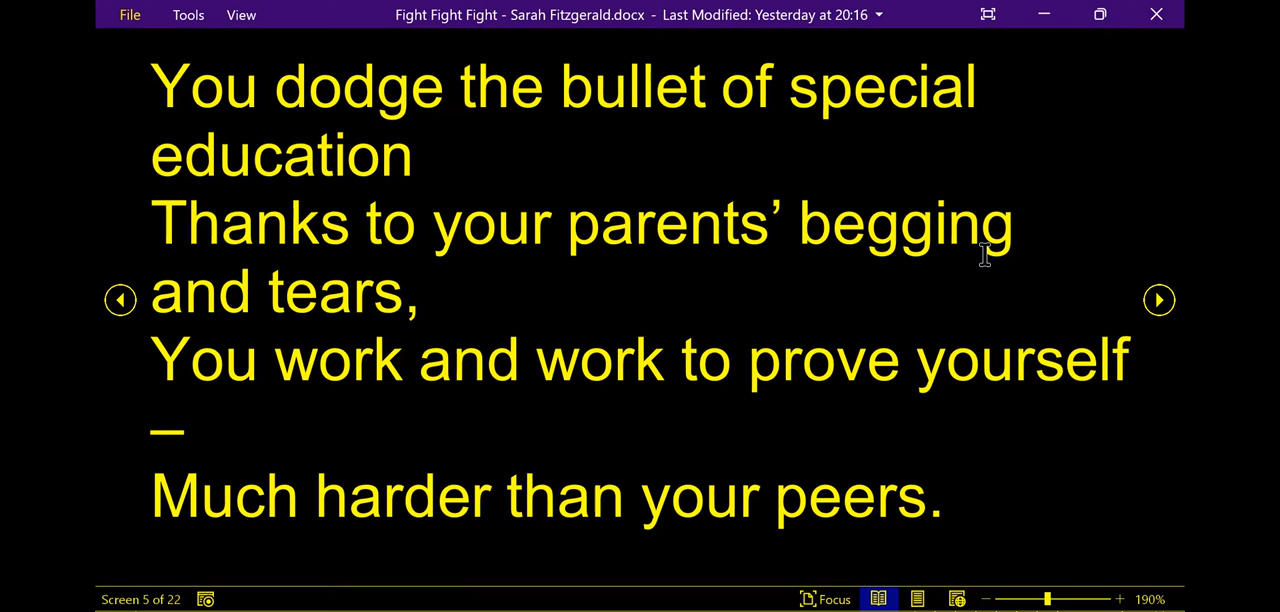 File Tools View Fight Fight Fight - Sarah Fitzgerald.docx - Last Modified: Yesterday at 20:16
You dodge the bullet of special
education
Thanks to your parents’ begging
and tears,
You work and work to prove yourself
–
Much harder than your peers.
Screen 5 of 22 Focus 190%